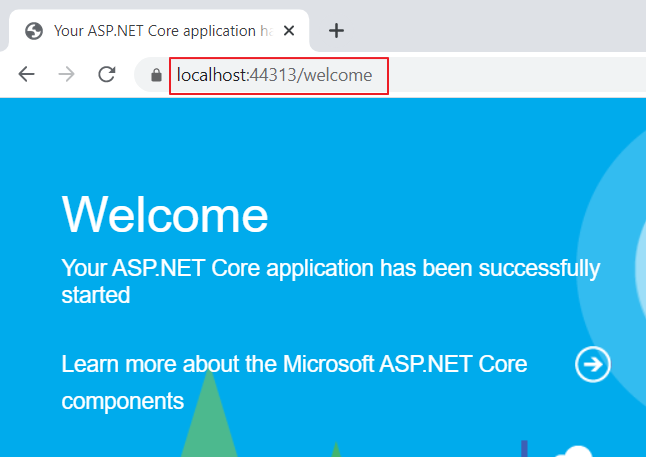 Your ASP.NET Core application ha
localhost:44313/welcome
Welcome
Your ASP.NET Core application has been successfully
started
Learn more about the Microsoft ASP.NET Core
components